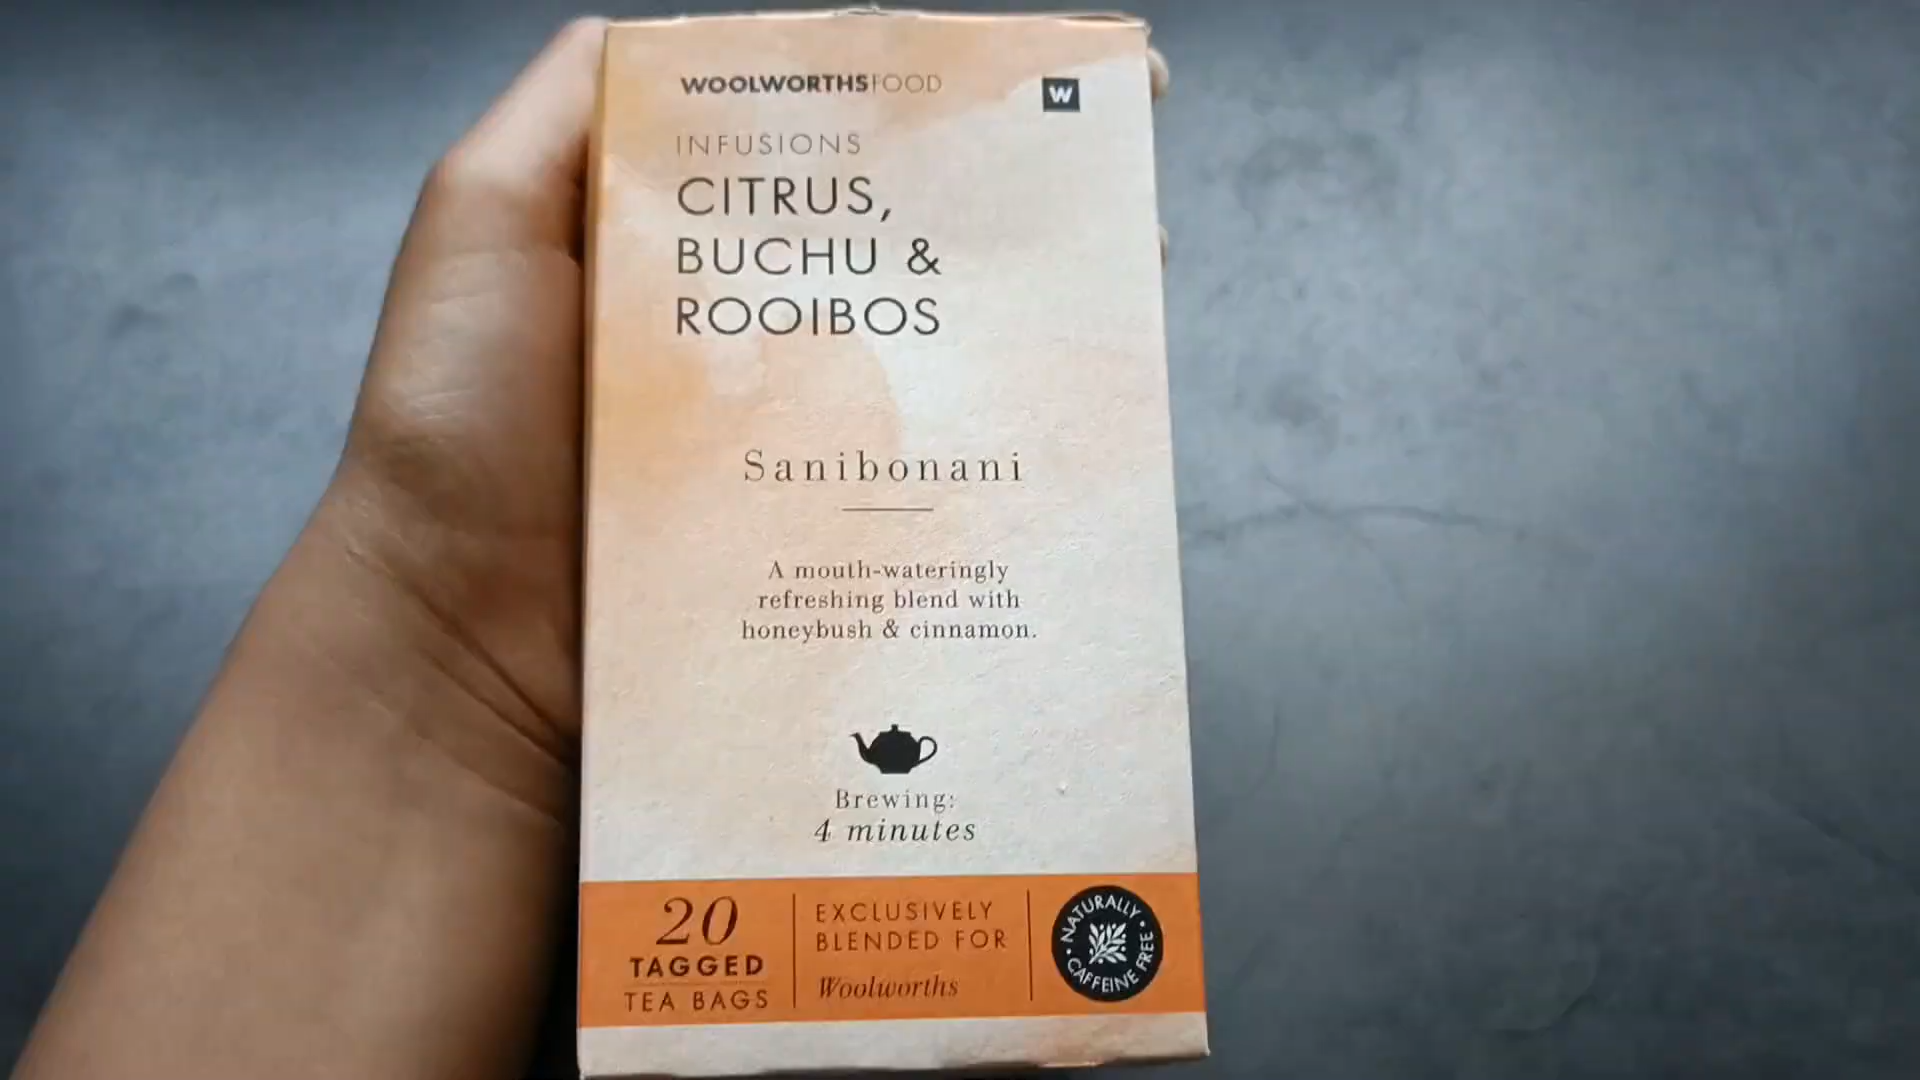 WOOLWORTHSFOOD
W
INFUSIONS
CITRUS,
BUCHU &
ROOIBOS
Sanibonani
A mouth-wateringly
refreshing blend with
honeybush & cinnamon.
Brewing:
4 minutes
20
TAGGED
TEA BAGS
EXCLUSIVELY
BLENDED FOR
Woolworths
NATURALLY • CAFFEINE FREE •